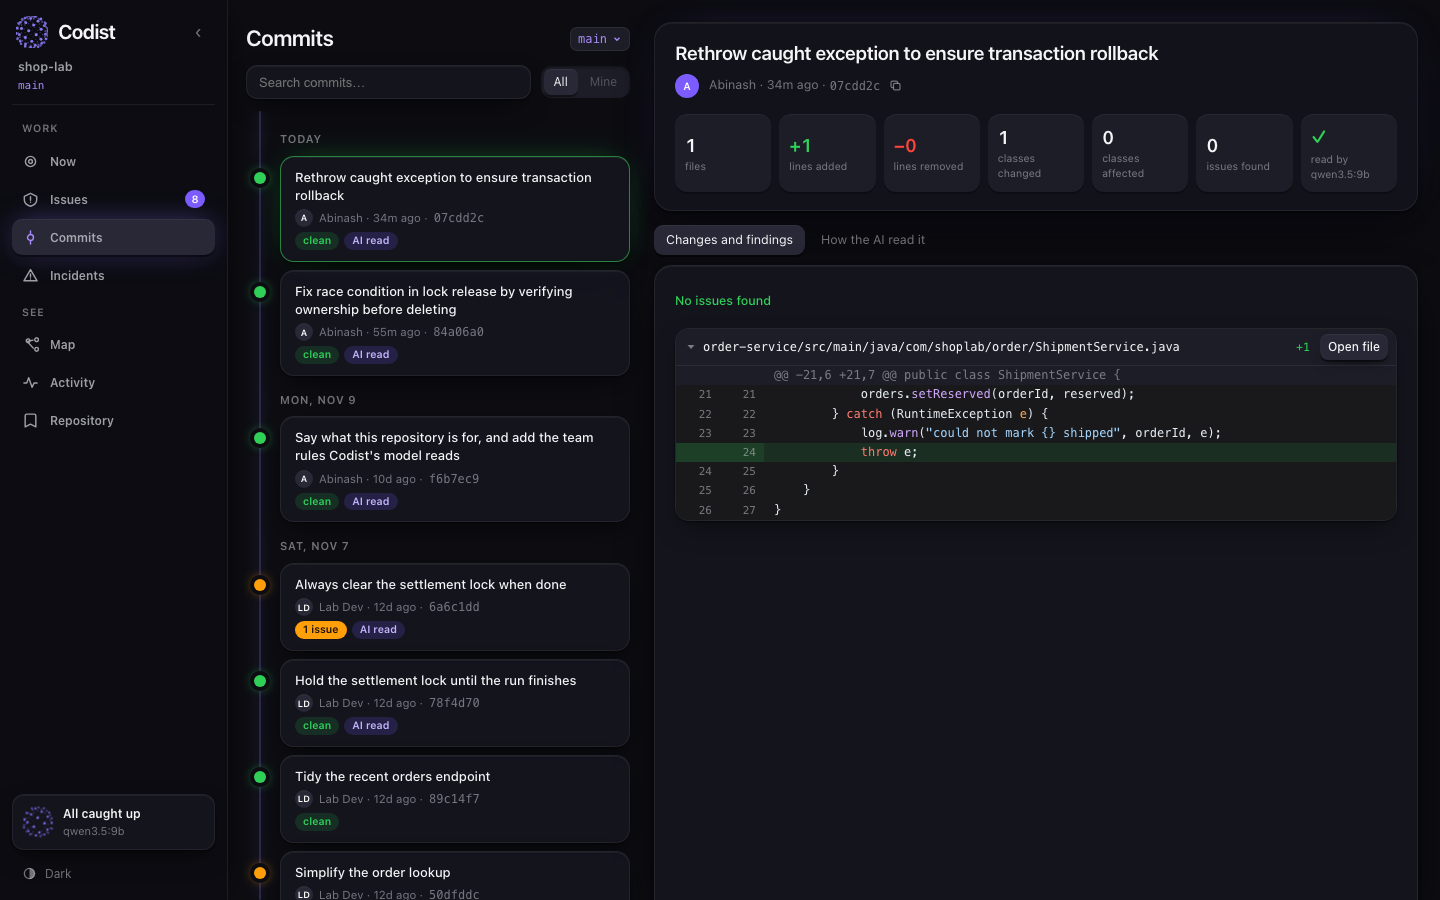 Codist
shop-lab
main
WORK
Now
Issues 8
Commits
Incidents
SEE
Map
Activity
Repository
All caught up
qwen3.5:9b
Dark
Commits
main
Search commits...
All Mine
TODAY
Rethrow caught exception to ensure transaction
rollback
A Abinash · 34m ago · 07cdd2c
clean AI read
Fix race condition in lock release by verifying
ownership before deleting
A Abinash · 55m ago · 84a06a0
clean AI read
MON, NOV 9
Say what this repository is for, and add the team
rules Codist's model reads
A Abinash · 10d ago · f6b7ec9
clean AI read
SAT, NOV 7
Always clear the settlement lock when done
LD Lab Dev · 12d ago · 6a6c1dd
1 issue AI read
Hold the settlement lock until the run finishes
LD Lab Dev · 12d ago · 78f4d70
clean AI read
Tidy the recent orders endpoint
LD Lab Dev · 12d ago · 89c14f7
clean
Simplify the order lookup
LD Lab Dev · 12d ago · 50dfddc
Rethrow caught exception to ensure transaction rollback
A Abinash · 34m ago · 07cdd2c
1
files
+1
lines added
−0
lines removed
1
classes
changed
0
classes
affected
0
issues found
✓
read by
qwen3.5:9b
Changes and findings How the AI read it
No issues found
order-service/src/main/java/com/shoplab/order/ShipmentService.java +1 Open file
@@ −21,6 +21,7 @@ public class ShipmentService {
21 21 orders.setReserved(orderId, reserved);
22 22 } catch (RuntimeException e) {
23 23 log.warn("could not mark {} shipped", orderId, e);
24 throw e;
24 25 }
25 26 }
26 27 }